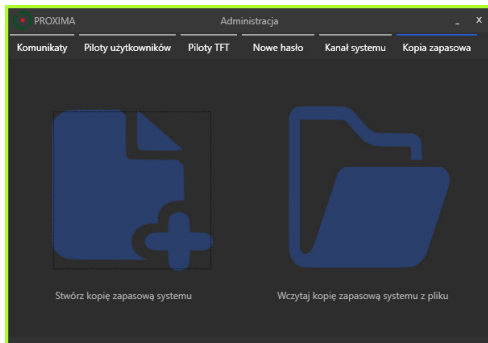 PROXIMA Administracja _ x
Komunikaty Piloty użytkowników Piloty TFT Nowe hasło Kanał systemu Kopia zapasowa
Stwórz kopię zapasową systemu Wczytaj kopię zapasową systemu z pliku